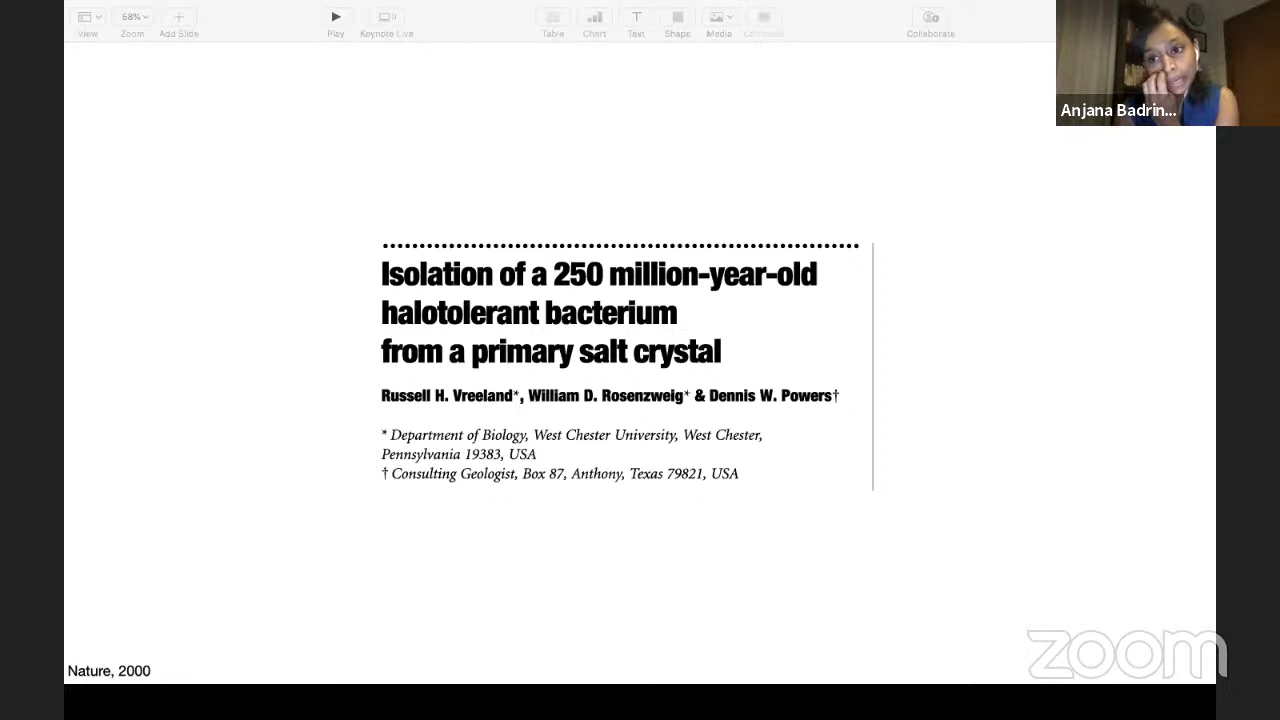 View
58%
Zoom
Add Slide
Play
Keynote Live
Table
Chart
Text
Shape
Media
Comment
Collaborate
Anjana Badrin...
Isolation of a 250 million-year-old
halotolerant bacterium
from a primary salt crystal
Russell H. Vreeland*, William D. Rosenzweig* & Dennis W. Powers†
* Department of Biology, West Chester University, West Chester,
Pennsylvania 19383, USA
† Consulting Geologist, Box 87, Anthony, Texas 79821, USA
Nature, 2000
zoom